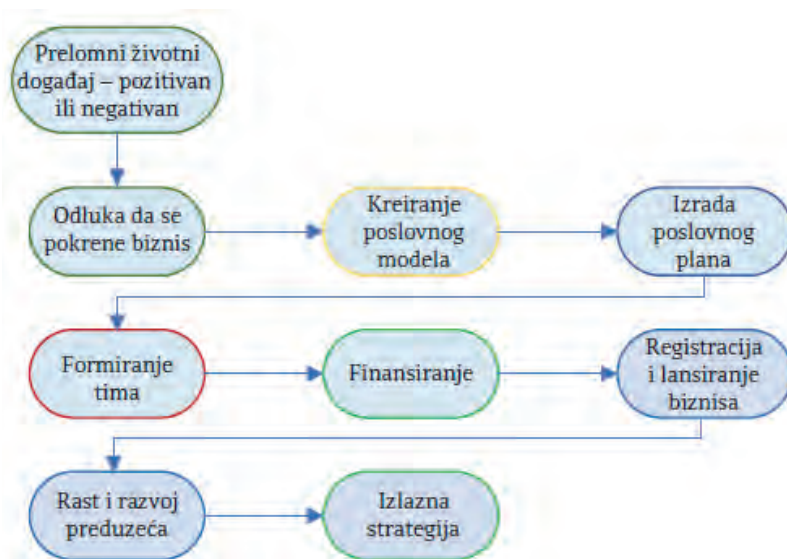 Prelomni životni
događaj – pozitivan
ili negativan
Odluka da se
pokrene biznis
Kreiranje
poslovnog
modela
Izrada
poslovnog
plana
Formiranje
tima
Finansiranje
Registracija
i lansiranje
biznisa
Rast i razvoj
preduzeća
Izlazna
strategija